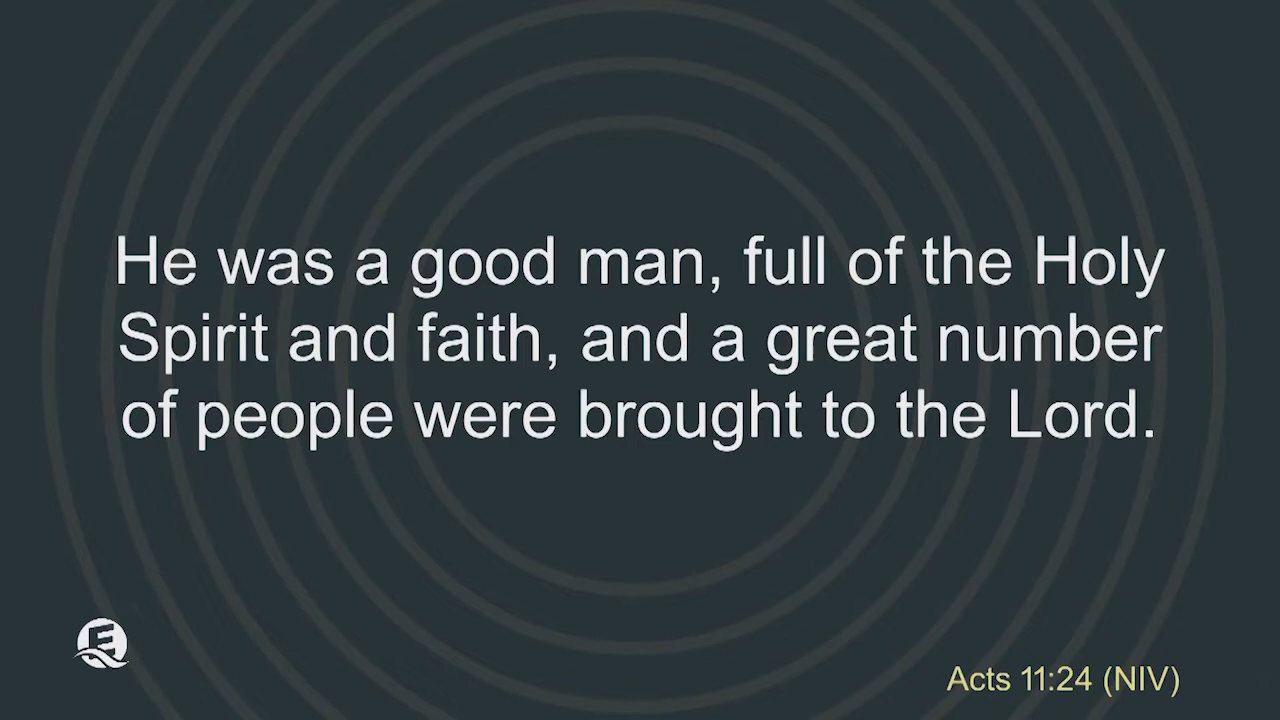 He was a good man, full of the Holy
Spirit and faith, and a great number
of people were brought to the Lord.
Acts 11:24 (NIV)